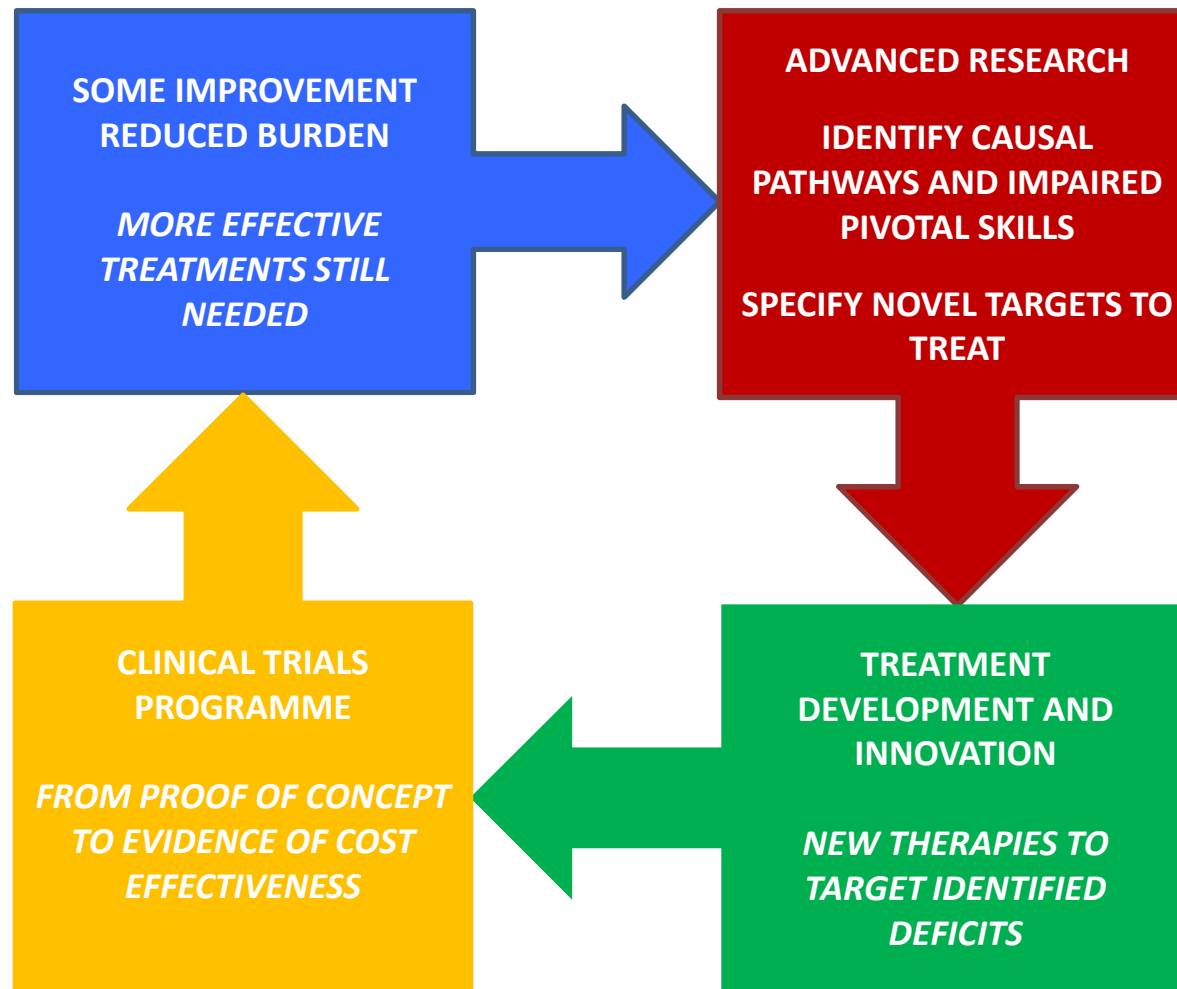 SOME IMPROVEMENT
REDUCED BURDEN
MORE EFFECTIVE
TREATMENTS STILL
NEEDED
ADVANCED RESEARCH
IDENTIFY CAUSAL
PATHWAYS AND IMPAIRED
PIVOTAL SKILLS
SPECIFY NOVEL TARGETS TO
TREAT
TREATMENT
DEVELOPMENT AND
INNOVATION
NEW THERAPIES TO
TARGET IDENTIFIED
DEFICITS
CLINICAL TRIALS
PROGRAMME
FROM PROOF OF CONCEPT
TO EVIDENCE OF COST
EFFECTIVENESS